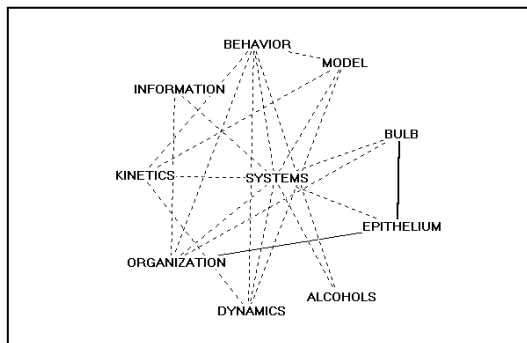 BEHAVIOR
MODEL
INFORMATION
BULB
KINETICS
SYSTEMS
EPITHELIUM
ORGANIZATION
ALCOHOLS
DYNAMICS